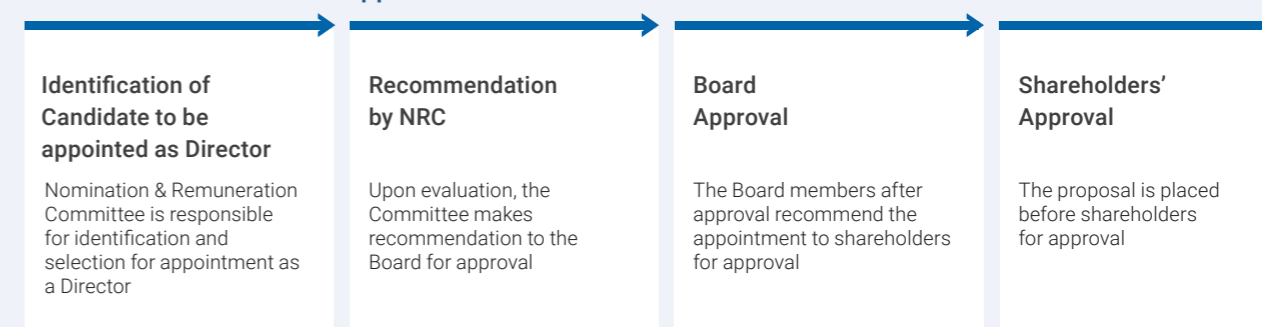 Identification of
Candidate to be
appointed as Director
Nomination & Remuneration
Committee is responsible
for identification and
selection for appointment as
a Director
Recommendation
by NRC
Upon evaluation, the
Committee makes
recommendation to the
Board for approval
Board
Approval
The Board members after
approval recommend the
appointment to shareholders
for approval
Shareholders’
Approval
The proposal is placed
before shareholders
for approval